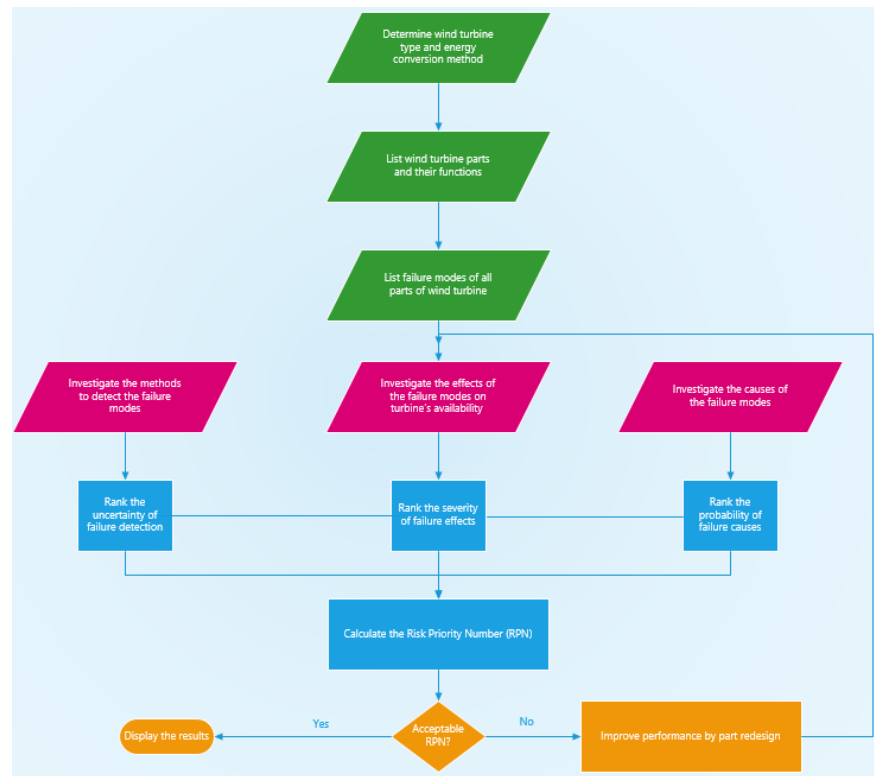 Determine wind turbine
type and energy
conversion method
List wind turbine parts
and their functions
List failure modes of all
parts of wind turbine
Investigate the methods
to detect the failure
modes
Investigate the effects of
the failure modes on
turbine's availability
Investigate the causes of
the failure modes
Rank the
uncertainty of
failure detection
Rank the severity
of failure effects
Rank the
probability of
failure causes
Calculate the Risk Priority Number (RPN)
Display the results
Yes
Acceptable
RPN?
No
Improve performance by part redesign